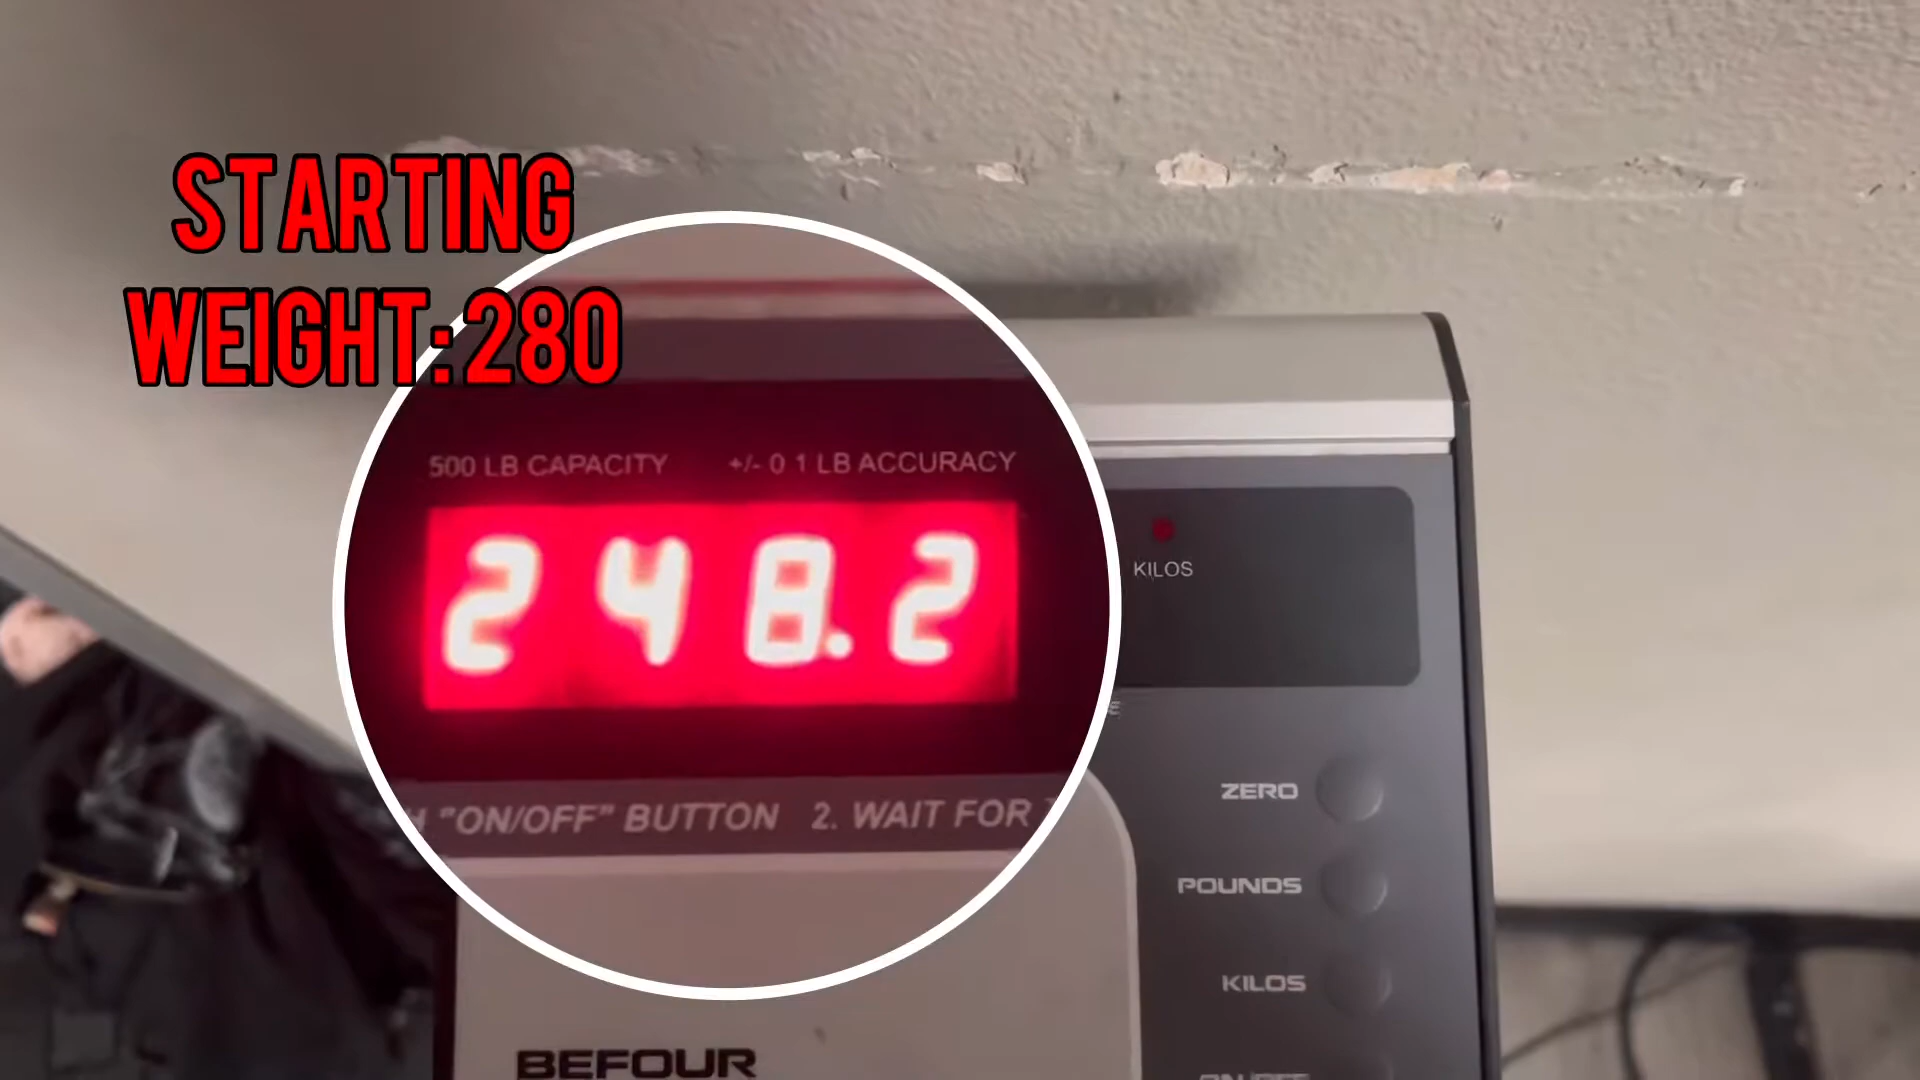 STARTING
WEIGHT: 280
500 LB CAPACITY +/- 0 1 LB ACCURACY
248.2
KILOS
"ON/OFF" BUTTON 2. WAIT FOR
ZERO
POUNDS
KILOS
BEFOUR